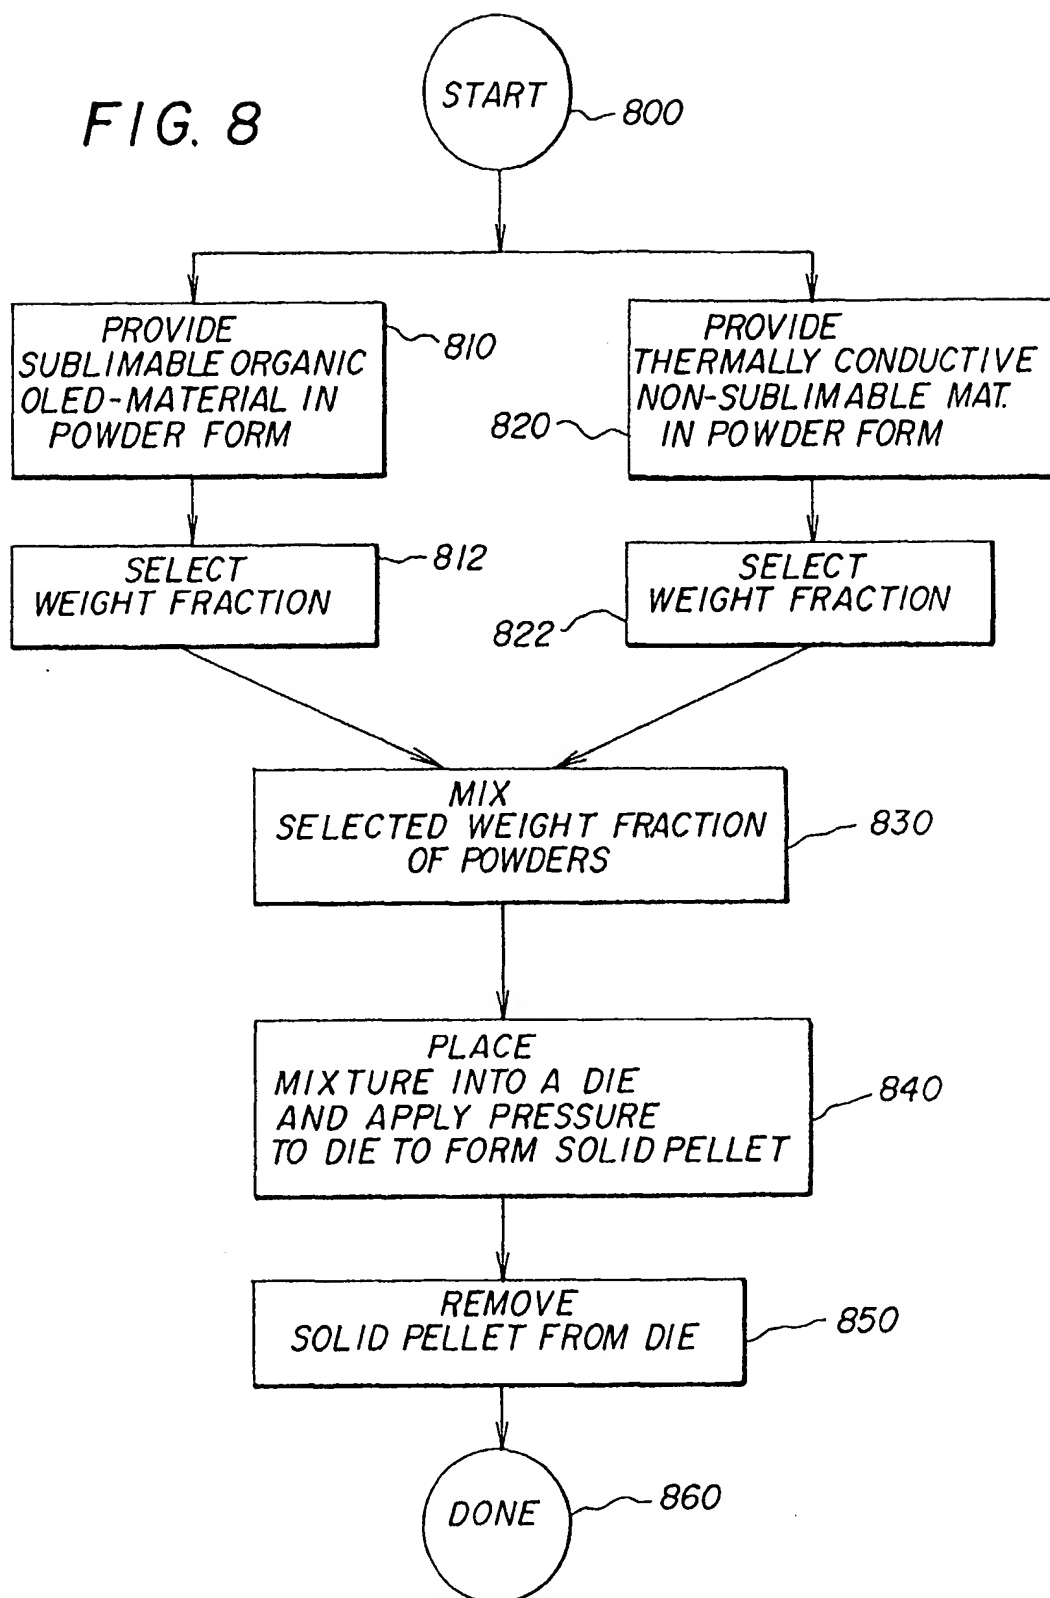 FIG. 8
START
800
PROVIDE
SUBLIMABLE ORGANIC
OLED-MATERIAL IN
POWDER FORM
810
PROVIDE
THERMALLY CONDUCTIVE
NON-SUBLIMABLE MAT.
IN POWDER FORM
820
SELECT
WEIGHT FRACTION
812
SELECT
WEIGHT FRACTION
822
MIX
SELECTED WEIGHT FRACTION
OF POWDERS
830
PLACE
MIXTURE INTO A DIE
AND APPLY PRESSURE
TO DIE TO FORM SOLID PELLET
840
REMOVE
SOLID PELLET FROM DIE
850
DONE
860